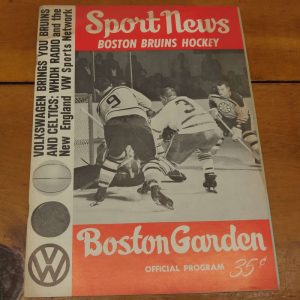 Sport News
BOSTON BRUINS HOCKEY
VOLKSWAGEN BRINGS YOU BRUINS
AND CELTICS: WHDH RADIO and the
New England VW Sports Network
9
3
VW
Boston Garden
OFFICIAL PROGRAM 35¢